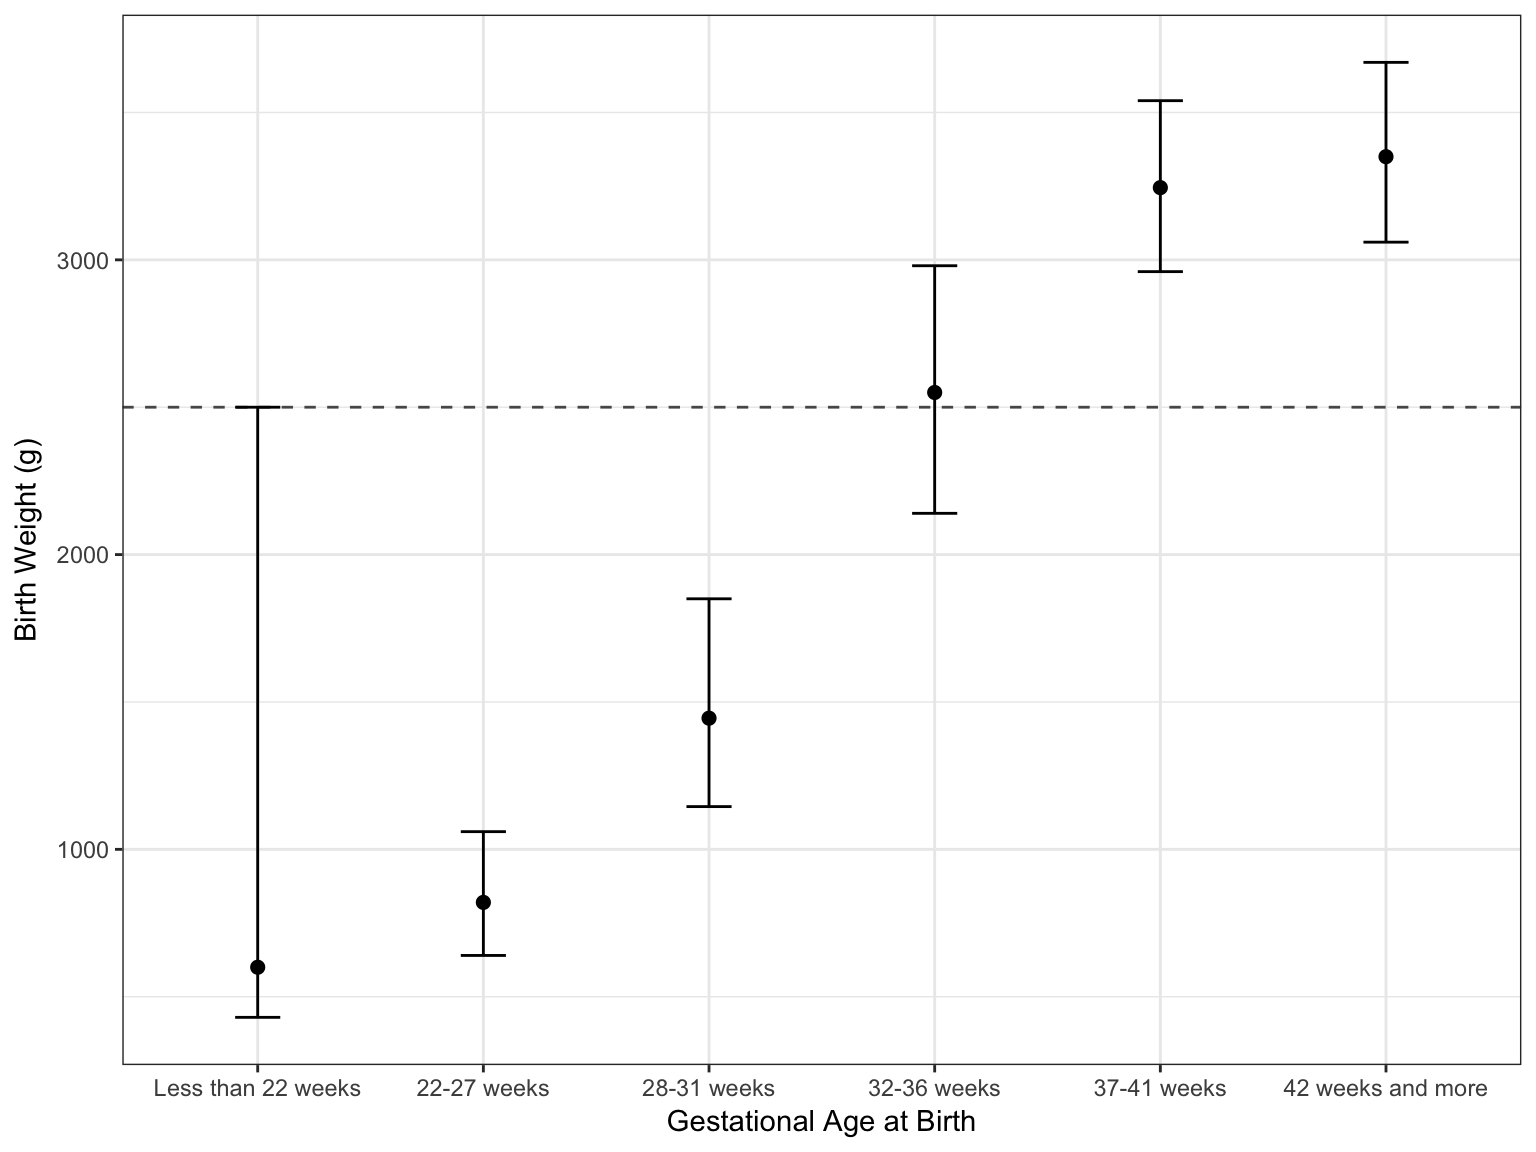 Birth Weight (g)
3000
2000
1000
Less than 22 weeks
22-27 weeks
28-31 weeks
32-36 weeks
37-41 weeks
42 weeks and more
Gestational Age at Birth